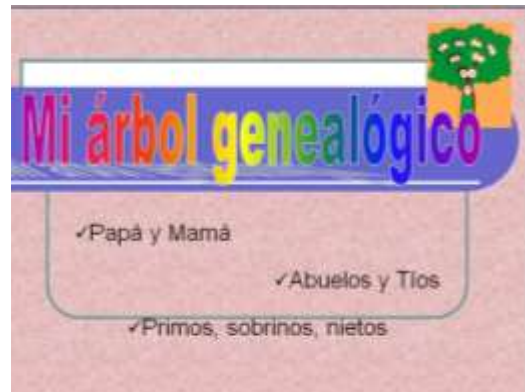 Mi árbol genealógico
✓Papá y Mamá
✓Abuelos y Tíos
✓Primos, sobrinos, nietos